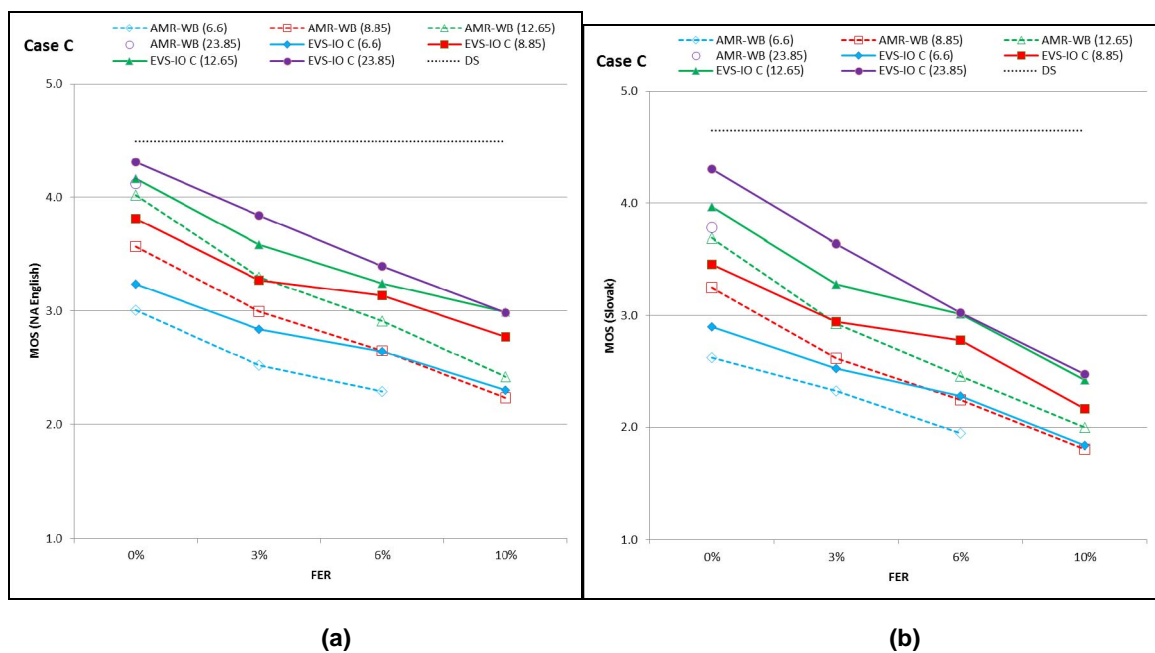 Case C
AMR-WB (6.6) AMR-WB (8.85) AMR-WB (12.65)
AMR-WB (23.85) EVS-IO C (6.6) EVS-IO C (8.85)
EVS-IO C (12.65) EVS-IO C (23.85) DS
5.0
4.0
3.0
2.0
1.0
MOS (NA English)
0% 3% 6% 10%
FER
(a)
Case C
AMR-WB (6.6) AMR-WB (8.85) AMR-WB (12.65)
AMR-WB (23.85) EVS-IO C (6.6) EVS-IO C (8.85)
EVS-IO C (12.65) EVS-IO C (23.85) DS
5.0
4.0
3.0
2.0
1.0
MOS (Slovak)
0% 3% 6% 10%
FER
(b)